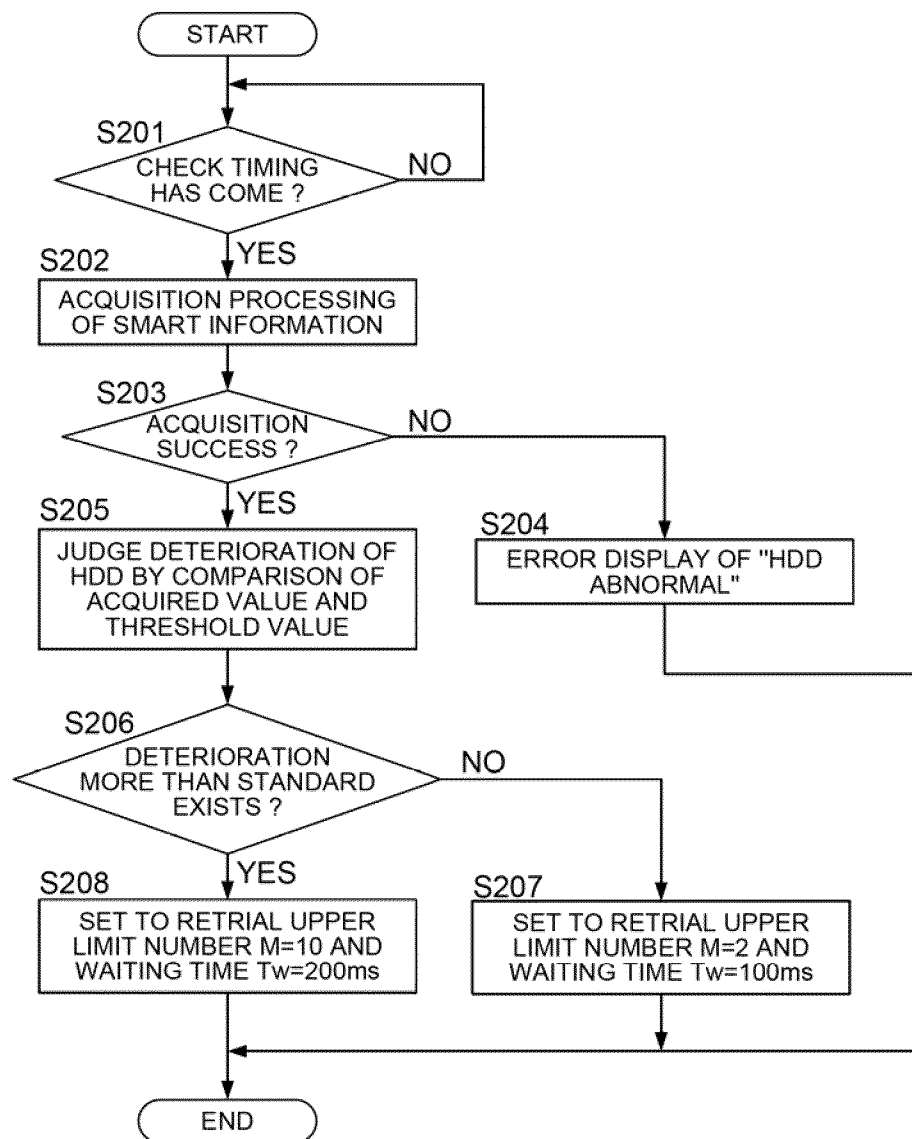 START
S201
CHECK TIMING
HAS COME ?
NO
YES
S202
ACQUISITION PROCESSING
OF SMART INFORMATION
S203
ACQUISITION
SUCCESS ?
NO
YES
S205
JUDGE DETERIORATION OF
HDD BY COMPARISON OF
ACQUIRED VALUE AND
THRESHOLD VALUE
S204
ERROR DISPLAY OF "HDD
ABNORMAL"
S206
DETERIORATION
MORE THAN STANDARD
EXISTS ?
NO
YES
S208
SET TO RETRIAL UPPER
LIMIT NUMBER M=10 AND
WAITING TIME Tw=200ms
S207
SET TO RETRIAL UPPER
LIMIT NUMBER M=2 AND
WAITING TIME Tw=100ms
END